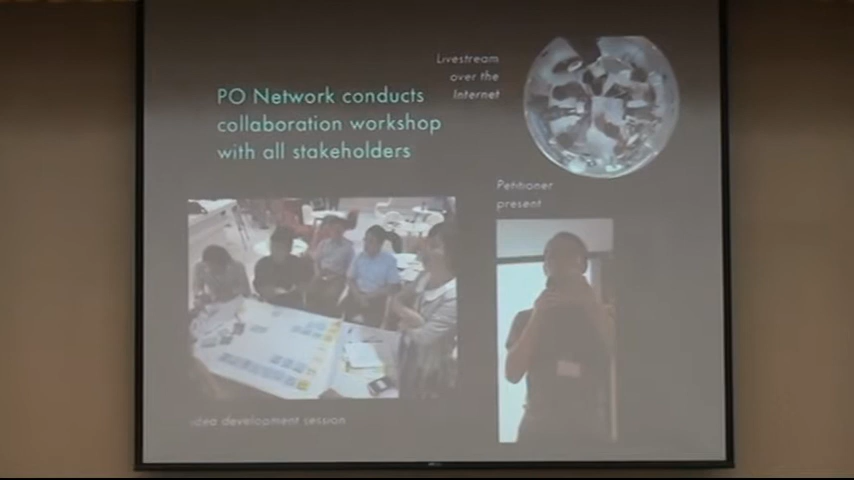 Livestream
over the
Internet
PO Network conducts
collaboration workshop
with all stakeholders
Petitioner
present
idea development session